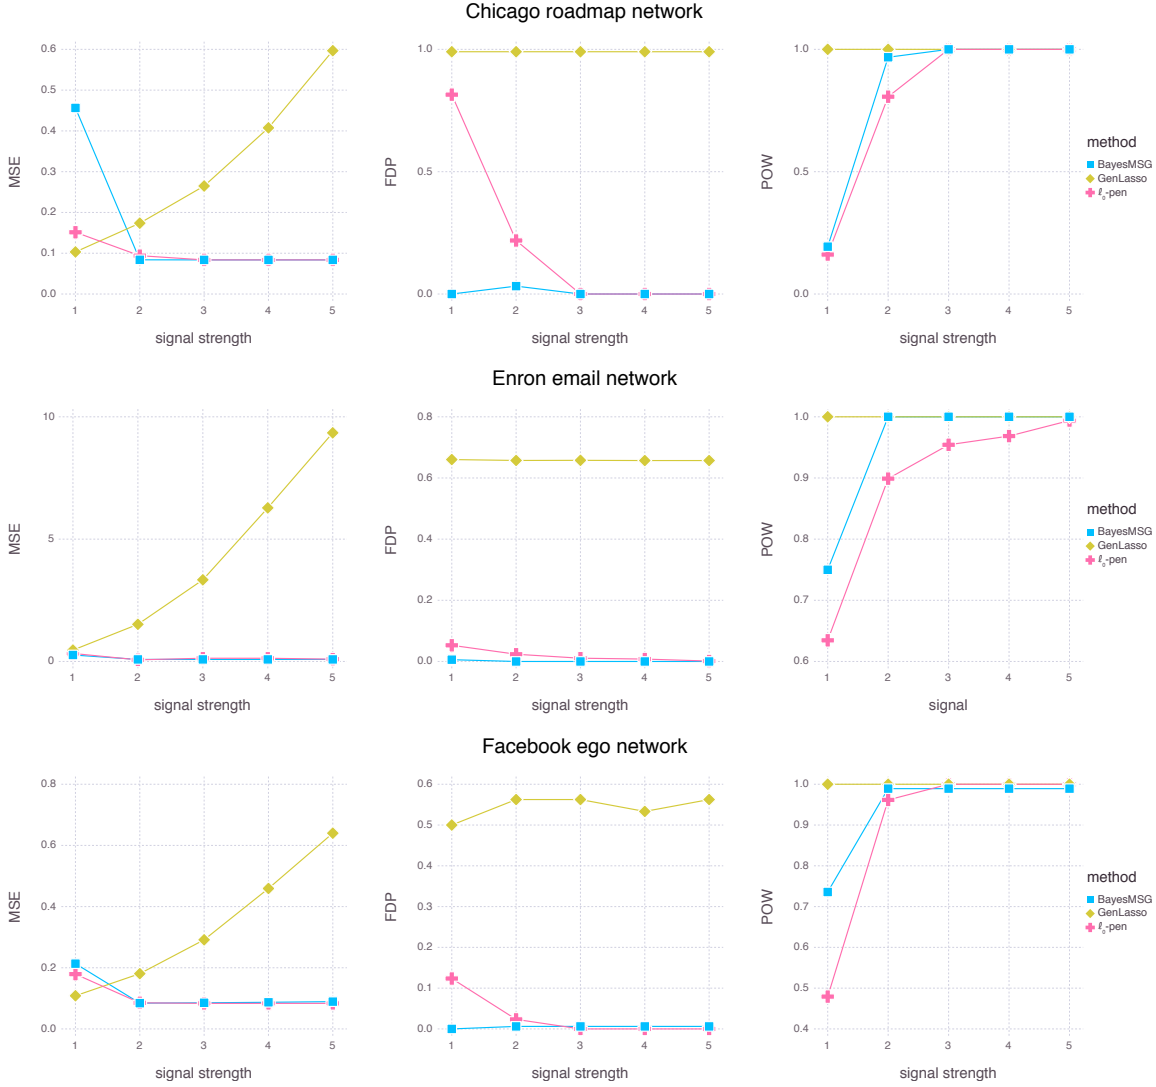 Chicago roadmap network
MSE
0.6
0.5
0.4
0.3
0.2
0.1
0.0
1 2 3 4 5
signal strength
FDP
1.0
0.5
0.0
1 2 3 4 5
signal strength
POW
1.0
0.5
0.0
1 2 3 4 5
signal strength
method
BayesMSG
GenLasso
ℓ₀-pen
Enron email network
MSE
10
5
0
1 2 3 4 5
signal strength
FDP
0.8
0.6
0.4
0.2
0.0
1 2 3 4 5
signal strength
POW
1.0
0.9
0.8
0.7
0.6
1 2 3 4 5
signal
method
BayesMSG
GenLasso
ℓ₀-pen
Facebook ego network
MSE
0.8
0.6
0.4
0.2
0.0
1 2 3 4 5
signal strength
FDP
0.6
0.5
0.4
0.3
0.2
0.1
0.0
1 2 3 4 5
signal strength
POW
1.0
0.9
0.8
0.7
0.6
0.5
0.4
1 2 3 4 5
signal strength
method
BayesMSG
GenLasso
ℓ₀-pen